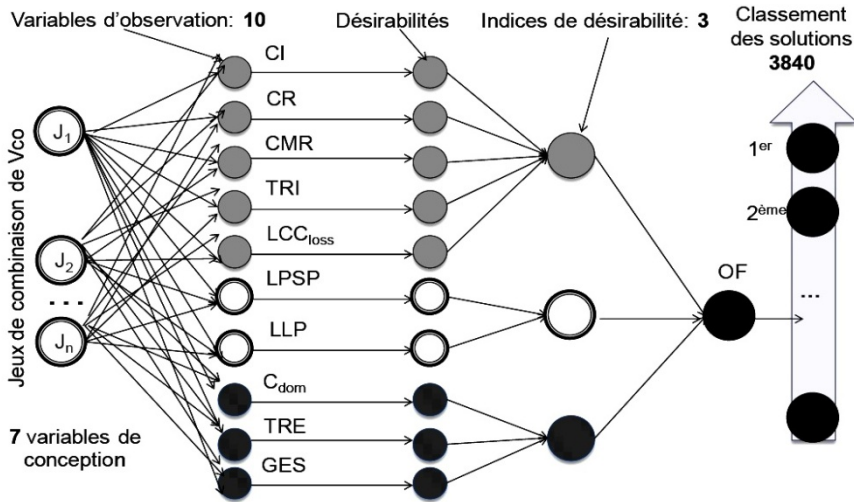 Variables d'observation: 10
Désirabilités
Indices de désirabilité: 3
Classement
des solutions
3840
Jeux de combinaison de Vco
J1
J2
. . .
Jn
7 variables de
conception
CI
CR
CMR
TRI
LCCloss
LPSP
LLP
Cdom
TRE
GES
OF
1er
2ème
...